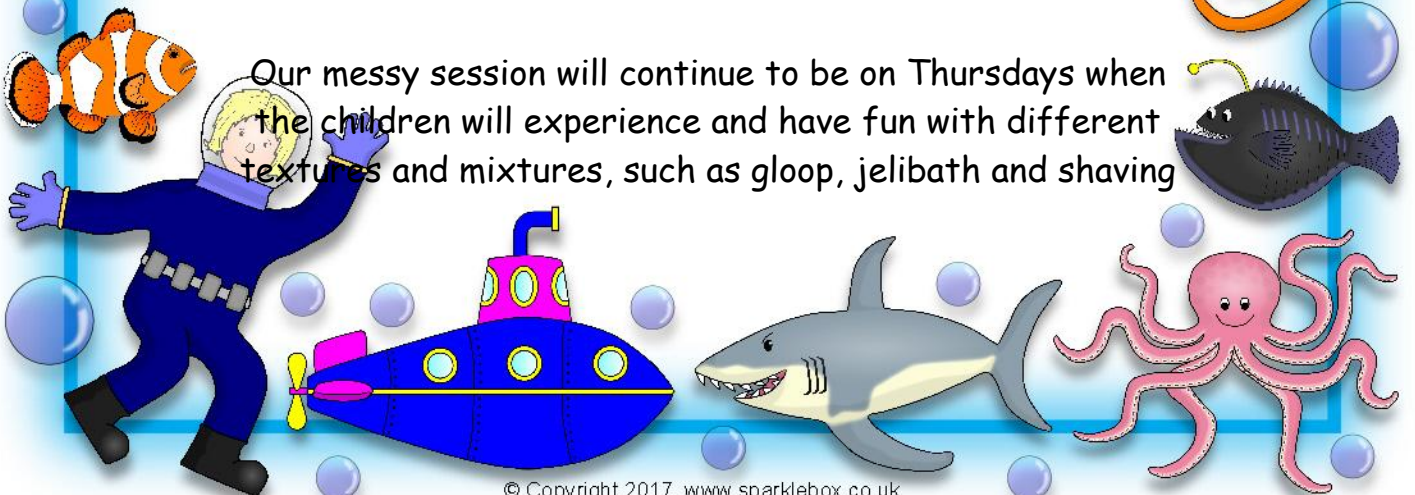 Our messy session will continue to be on Thursdays when
the children will experience and have fun with different
textures and mixtures, such as gloop, jelibath and shaving
© Copyright 2017, www.sparklebox.co.uk